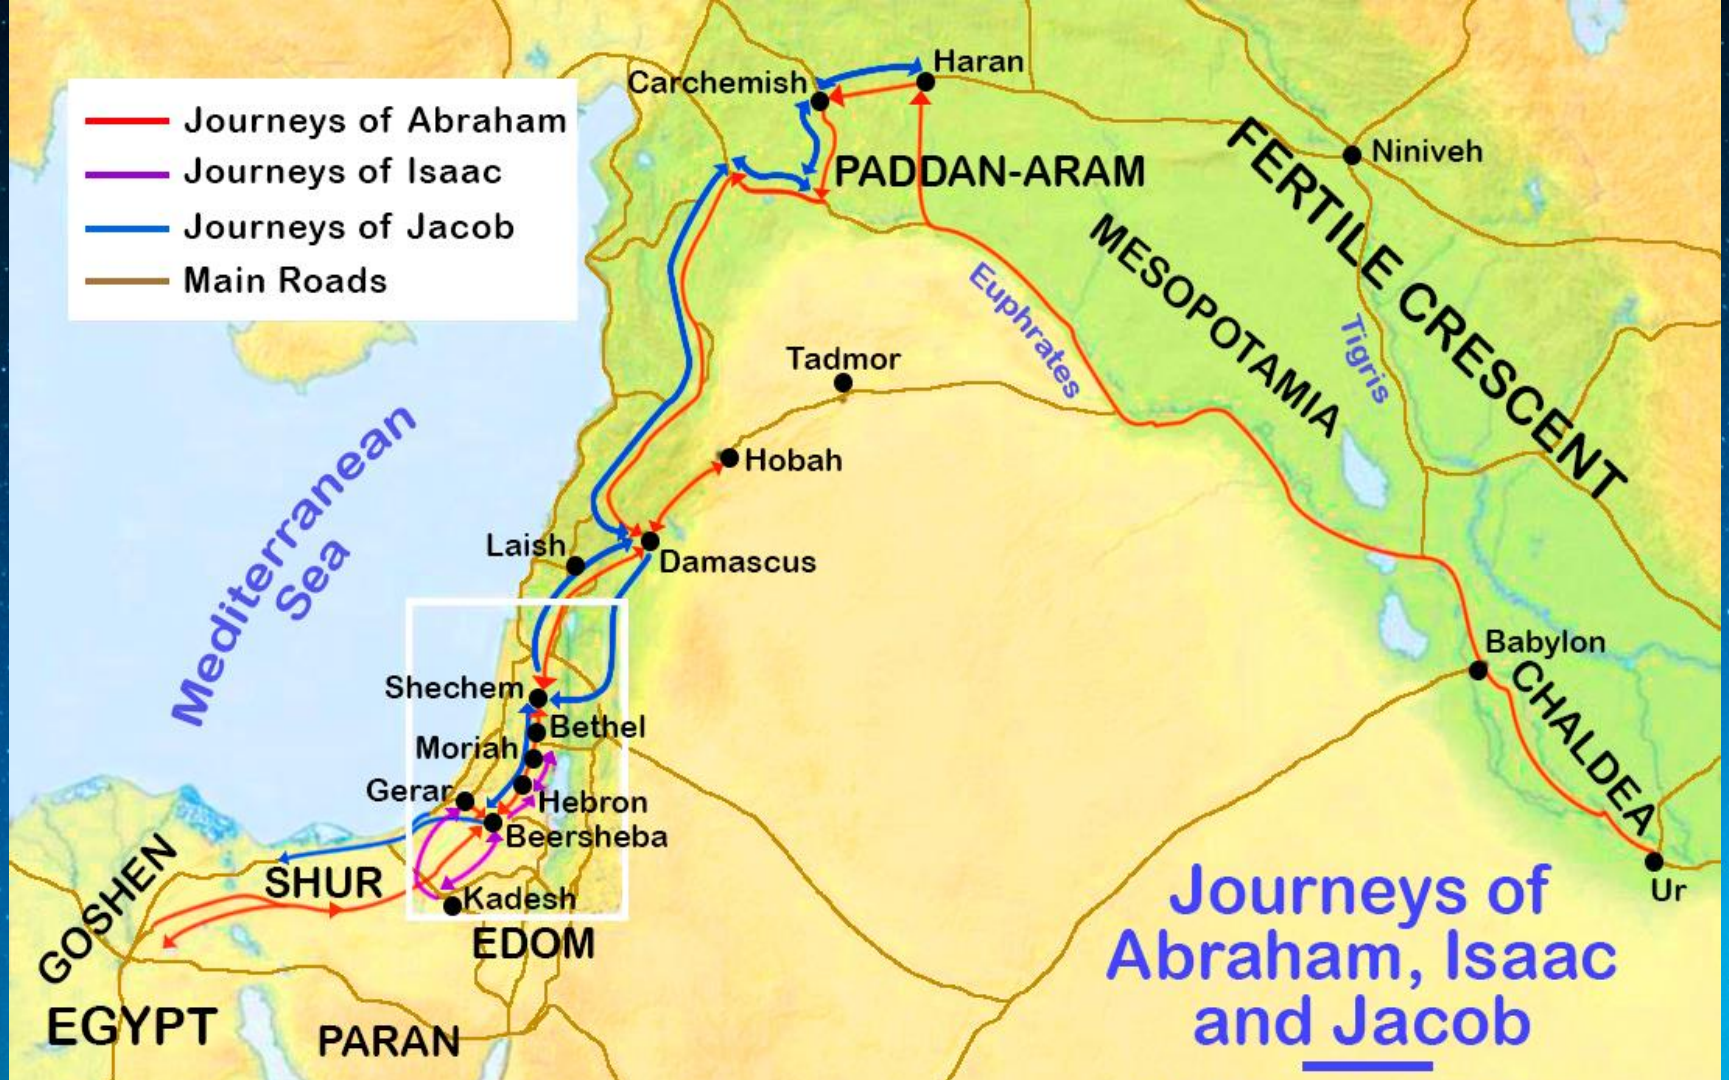 Journeys of Abraham
Journeys of Isaac
Journeys of Jacob
Main Roads
Carchemish
Haran
PADDAN-ARAM
Niniveh
FERTILE CRESCENT
MESOPOTAMIA
Euphrates
Tigris
Tadmor
Hobah
Mediterranean
Sea
Laish
Damascus
Babylon
CHALDEA
Ur
Shechem
Bethel
Moriah
Gerar
Hebron
Beersheba
SHUR
Kadesh
GOSHEN
EDOM
EGYPT
PARAN
Journeys of
Abraham, Isaac
and Jacob